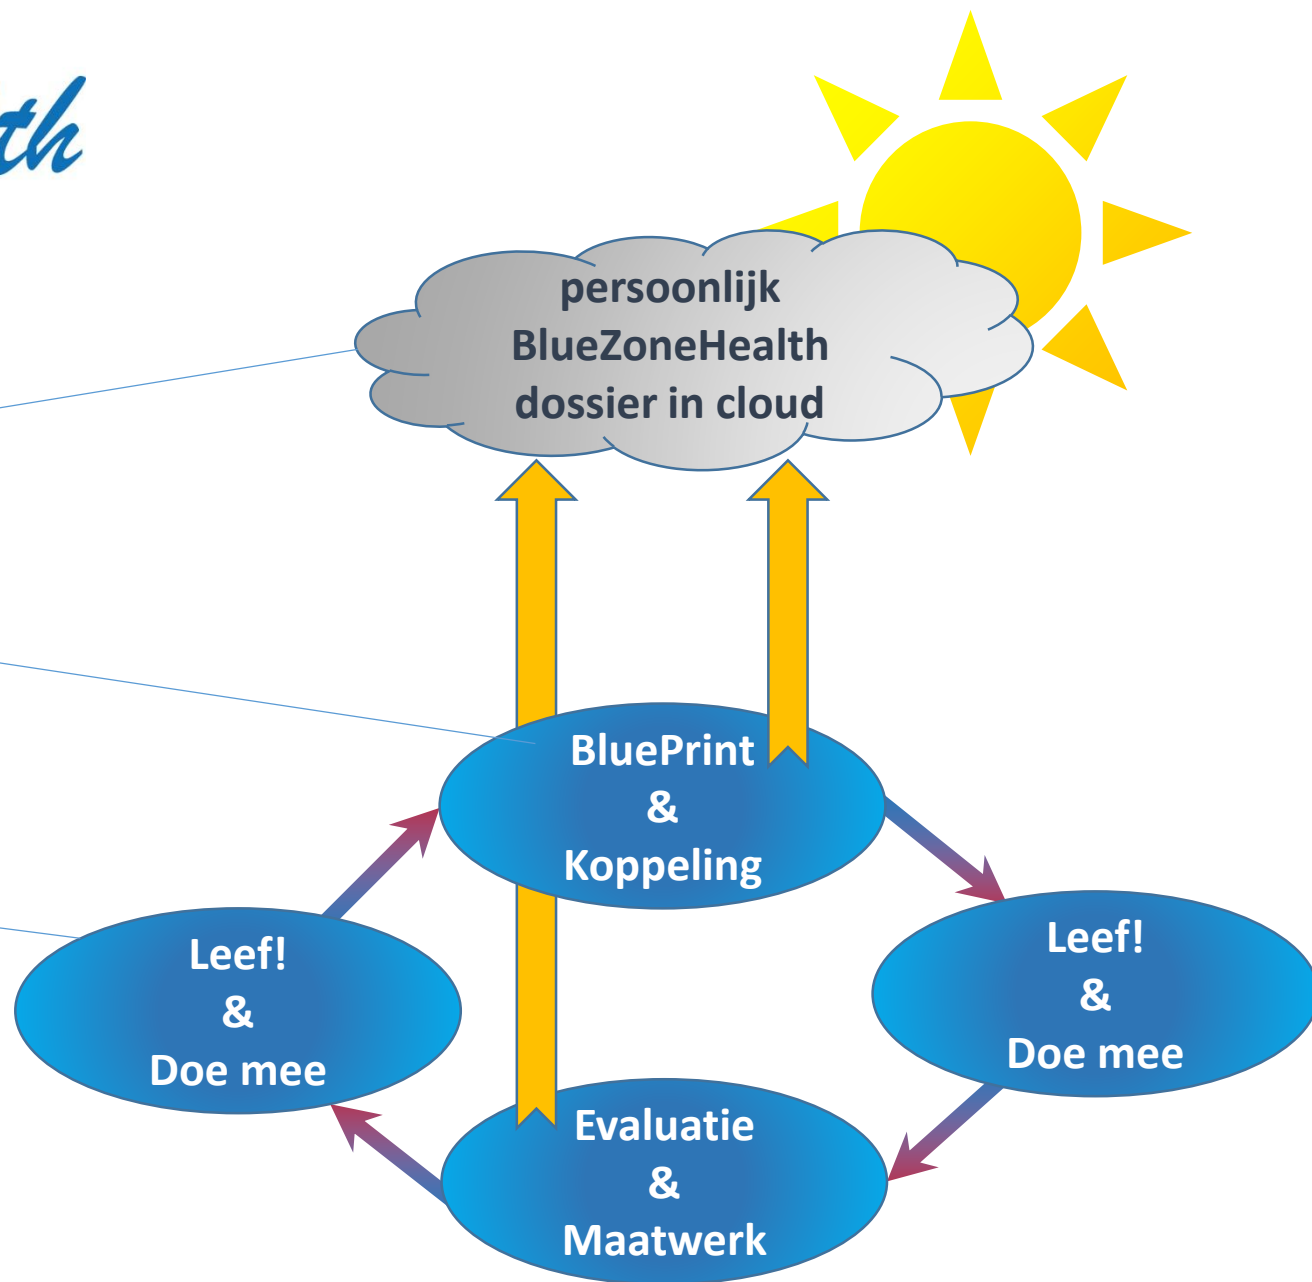 th
persoonlijk
BlueZoneHealth
dossier in cloud
BluePrint
&
Koppeling
Leef!
&
Doe mee
Leef!
&
Doe mee
Evaluatie
&
Maatwerk